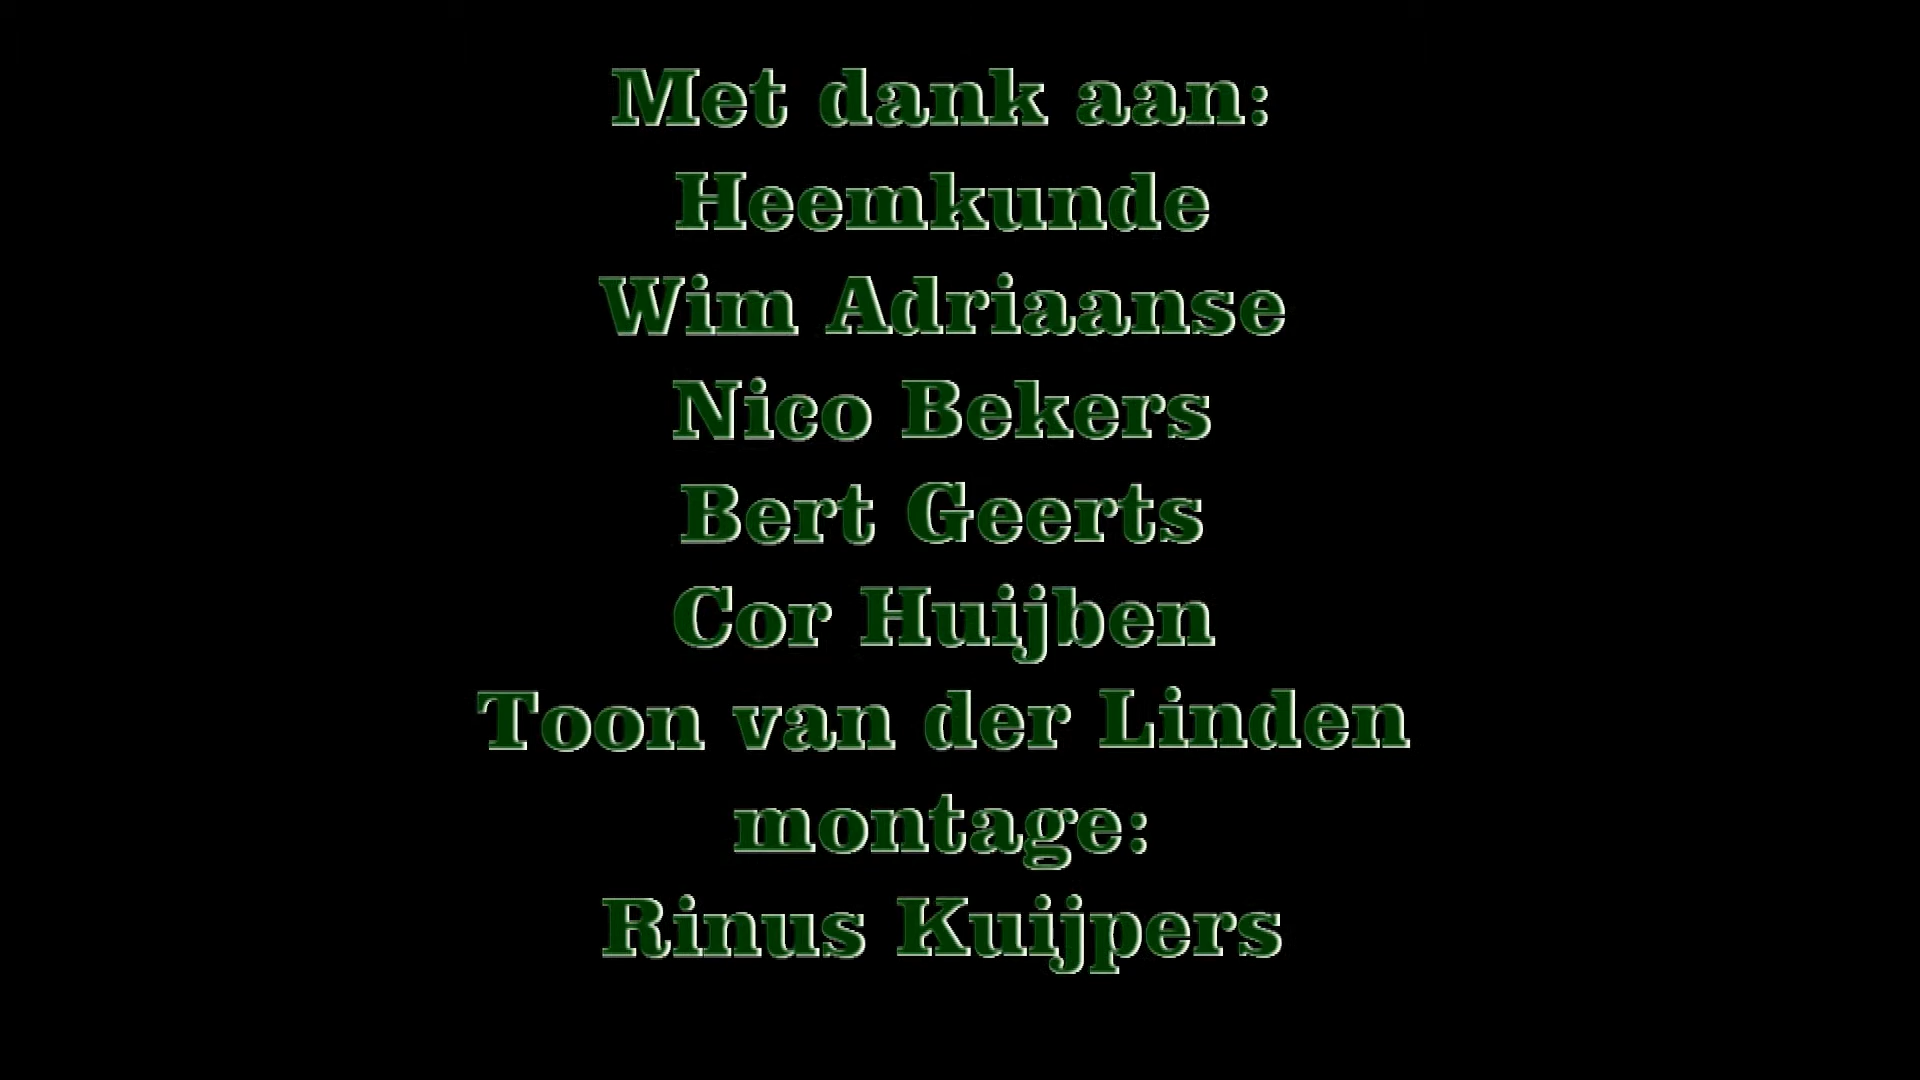 Met dank aan:
Heemkunde
Wim Adriaanse
Nico Bekers
Bert Geerts
Cor Huijben
Toon van der Linden
montage:
Rinus Kuijpers